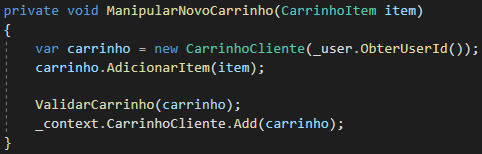 private void ManipularNovoCarrinho(CarrinhoItem item)
{
var carrinho = new CarrinhoCliente(_user.ObterUserId());
carrinho.AdicionarItem(item);
ValidarCarrinho(carrinho);
_context.CarrinhoCliente.Add(carrinho);
}